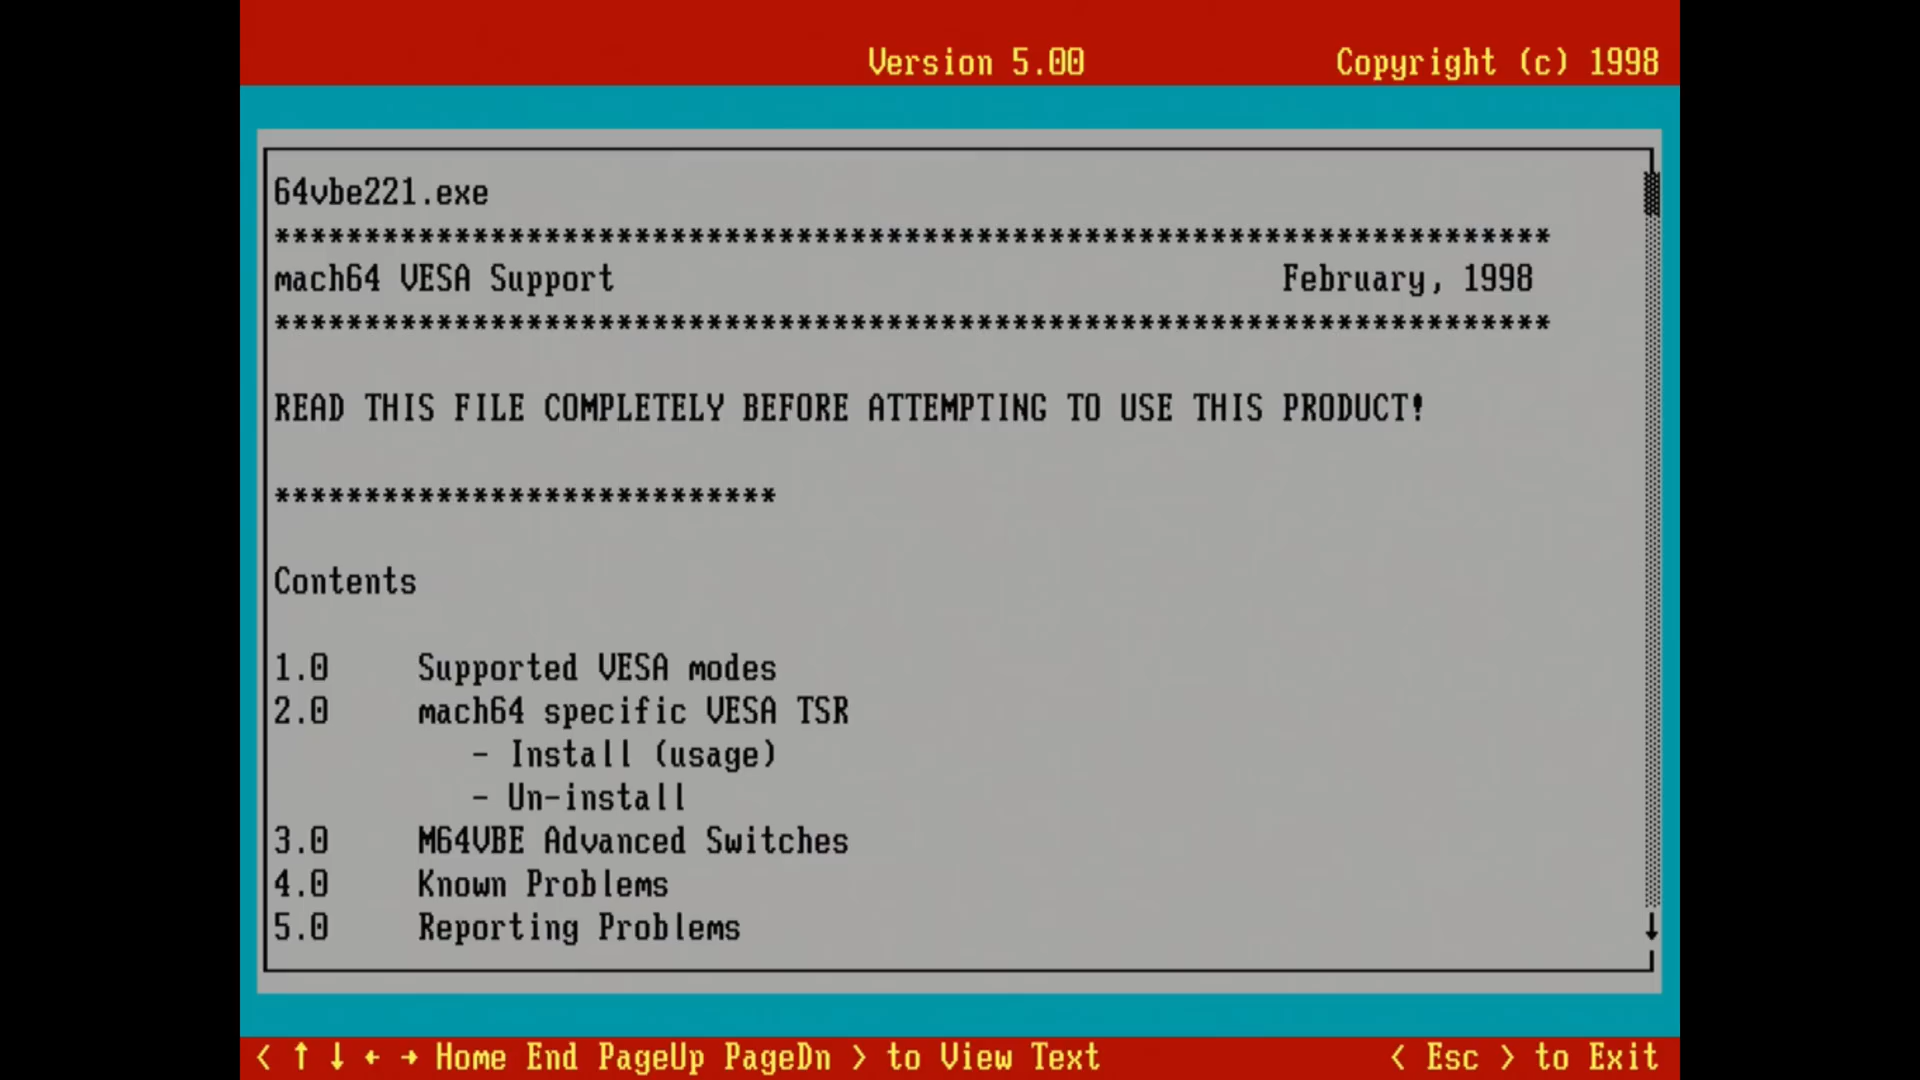 Version 5.00 Copyright (c) 1998
64vbe221.exe
***********************************************************************
mach64 VESA Support February, 1998
***********************************************************************
READ THIS FILE COMPLETELY BEFORE ATTEMPTING TO USE THIS PRODUCT!
****************************
Contents
1.0 Supported VESA modes
2.0 mach64 specific VESA TSR
- Install (usage)
- Un-install
3.0 M64VBE Advanced Switches
4.0 Known Problems
5.0 Reporting Problems
< ↑ ↓ ← → Home End PageUp PageDn > to View Text < Esc > to Exit